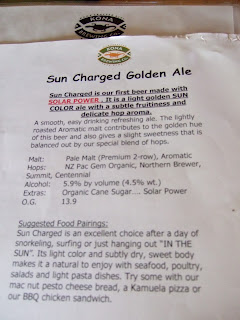 KONA
BREWING CO.
KONA
BREWING CO.
Sun Charged Golden Ale
Sun Charged is our first beer made with
SOLAR POWER . It is a light golden SUN
COLOR ale with a subtle fruitiness and
delicate hop aroma.
A smooth, easy drinking refreshing ale. The lightly
roasted Aromatic malt contributes to the golden hue
of this beer and also gives a slight sweetness that is
balanced out by our special blend of hops.
Malt: Pale Malt (Premium 2-row), Aromatic
Hops: NZ Pac Gem Organic, Northern Brewer,
Summit, Centennial
Alcohol: 5.9% by volume (4.5% wt.)
Extras: Organic Cane Sugar.... Solar Power
O.G. 13.9
Suggested Food Pairings:
Sun Charged is an excellent choice after a day of
snorkeling, surfing or just hanging out "IN THE
SUN". Its light color and subtly dry, sweet body
makes it a natural to enjoy with seafood, poultry,
salads and light pasta dishes. Try some with our
mac nut pesto cheese bread, a Kamuela pizza or
our BBQ chicken sandwich.